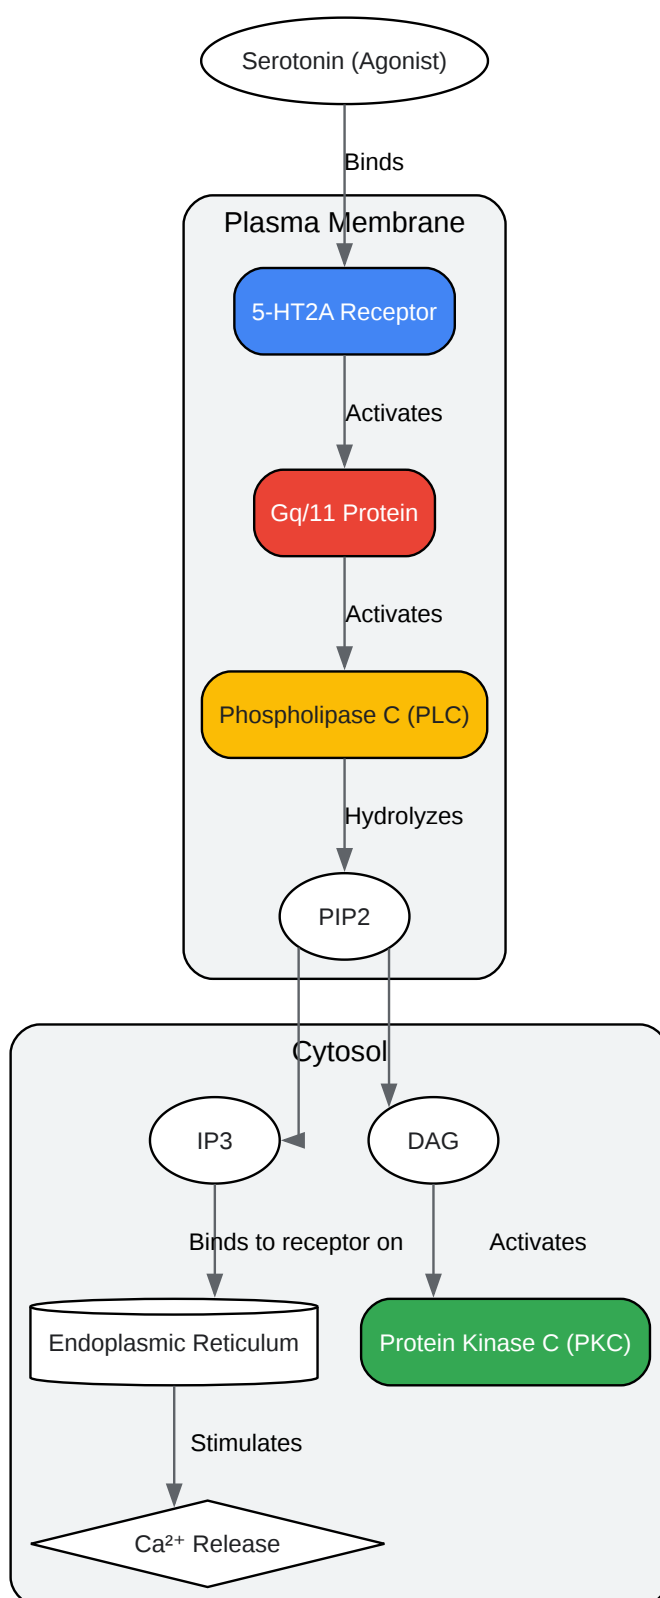 Serotonin (Agonist)
Binds
Plasma Membrane
5-HT2A Receptor
Activates
Gq/11 Protein
Activates
Phospholipase C (PLC)
Hydrolyzes
PIP2
Cytosol
IP3
DAG
Binds to receptor on
Activates
Endoplasmic Reticulum
Protein Kinase C (PKC)
Stimulates
Ca²⁺ Release